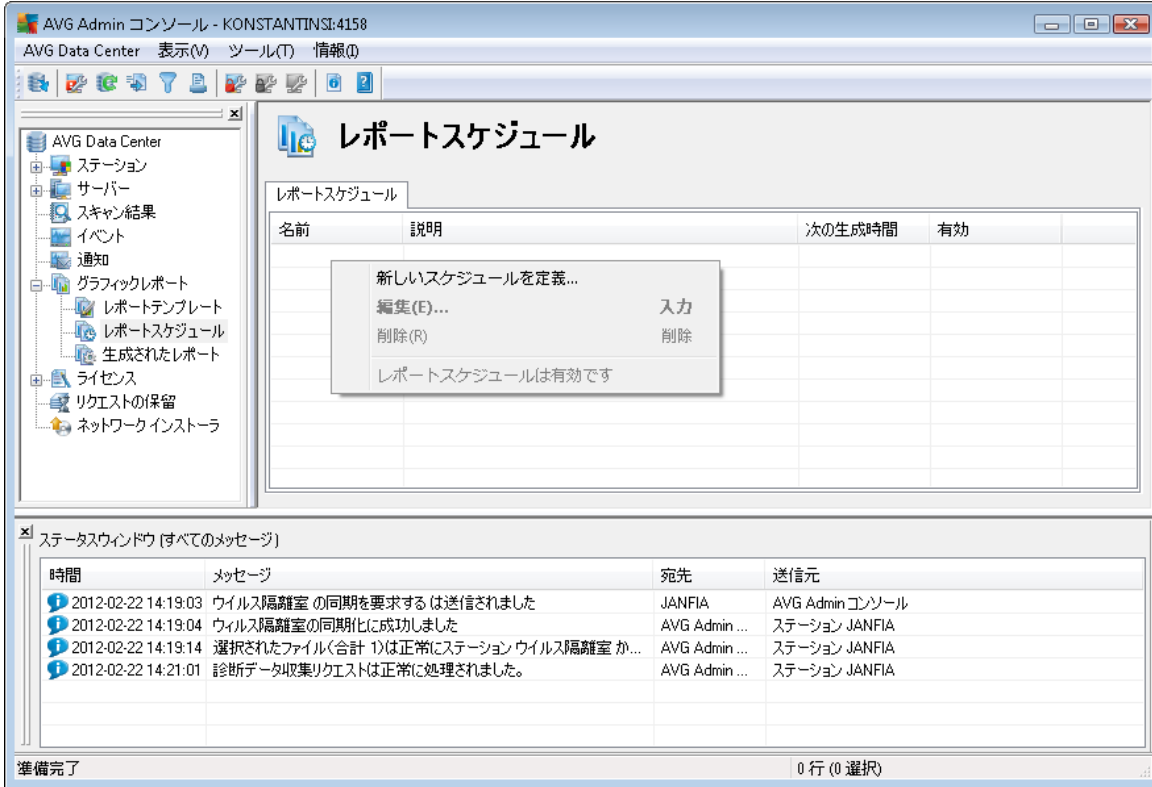 AVG Admin コンソール - KONSTANTINSI:4158
AVG Data Center 表示(V) ツール(T) 情報(I)
AVG Data Center
ステーション
サーバー
スキャン結果
イベント
通知
グラフィックレポート
レポートテンプレート
レポートスケジュール
生成されたレポート
ライセンス
リクエストの保留
ネットワークインストーラ
レポートスケジュール
レポートスケジュール
名前 説明 次の生成時間 有効
新しいスケジュールを定義...
編集(E)... 入力
削除(R) 削除
レポートスケジュールは有効です
ステータスウィンドウ (すべてのメッセージ)
時間 メッセージ 宛先 送信元
2012-02-22 14:19:03 ウイルス隔離室 の同期を要求する は送信されました JANFIA AVG Admin コンソール
2012-02-22 14:19:04 ウィルス隔離室の同期化に成功しました AVG Admin ... ステーション JANFIA
2012-02-22 14:19:14 選択されたファイル(合計 1)は正常にステーション ウイルス隔離室 か... AVG Admin ... ステーション JANFIA
2012-02-22 14:21:01 診断データ収集リクエストは正常に処理されました。 AVG Admin ... ステーション JANFIA
準備完了 0 行 (0 選択)